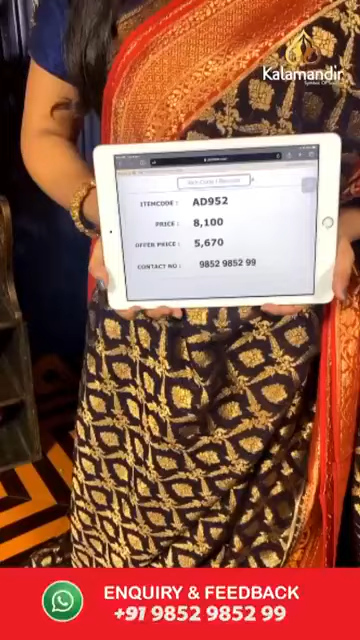 Kalamandir
ITEMCODE : AD952
PRICE : 8,100
OFFER PRICE : 5,670
CONTACT NO : 9852 9852 99
ENQUIRY & FEEDBACK
+91 9852 9852 99